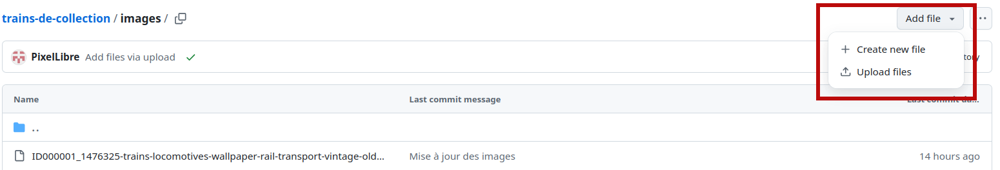 trains-de-collection / images /
Add file
Create new file
Upload files
PixelLibre Add files via upload
tory
Name Last commit message Last commit da...
..
ID000001_1476325-trains-locomotives-wallpaper-rail-transport-vintage-old... Mise à jour des images 14 hours ago